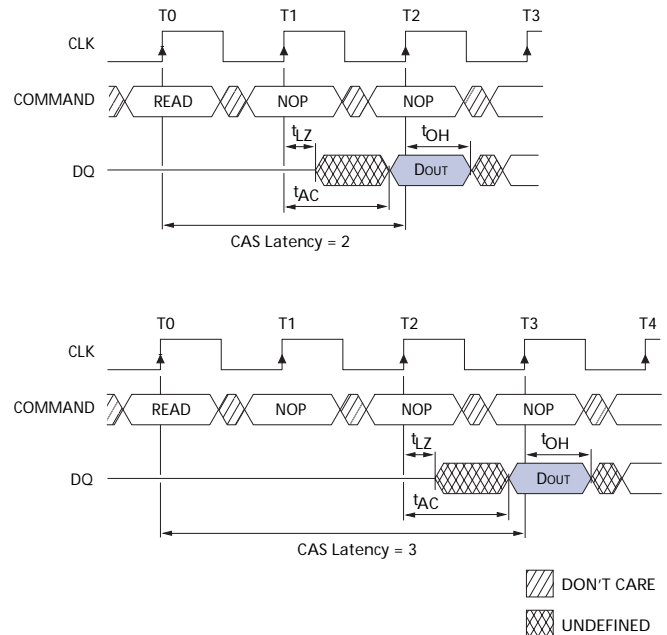 T0 T1 T2 T3
CLK
COMMAND READ NOP NOP
tLZ tOH
DQ DOUT
tAC
CAS Latency = 2
T0 T1 T2 T3 T4
CLK
COMMAND READ NOP NOP NOP
tLZ tOH
DQ DOUT
tAC
CAS Latency = 3
DON'T CARE
UNDEFINED